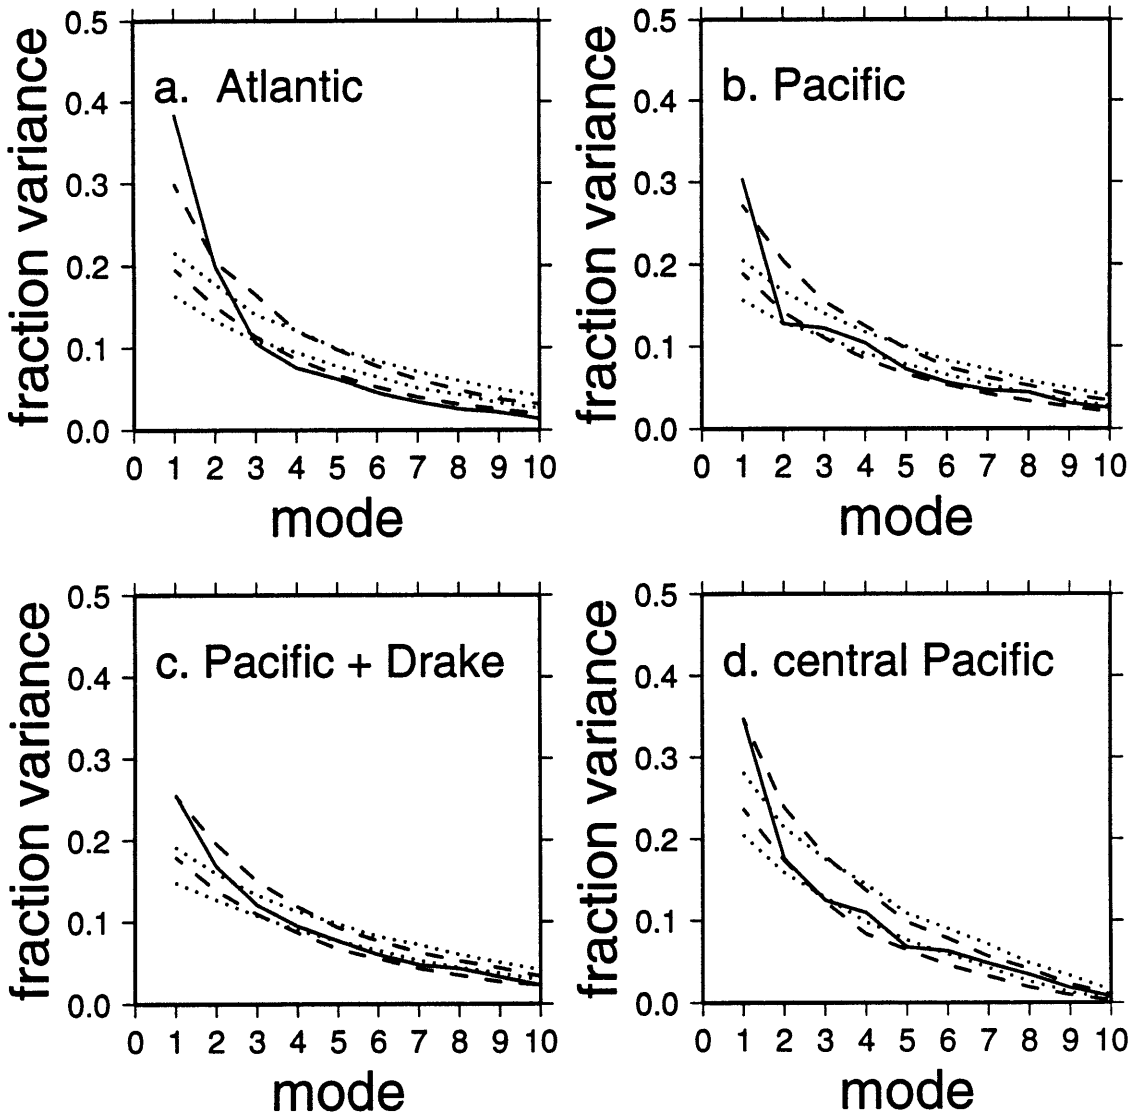 a. Atlantic
fraction variance
0.5
0.4
0.3
0.2
0.1
0.0
0 1 2 3 4 5 6 7 8 9 10
mode
b. Pacific
fraction variance
0.5
0.4
0.3
0.2
0.1
0.0
0 1 2 3 4 5 6 7 8 9 10
mode
c. Pacific + Drake
fraction variance
0.5
0.4
0.3
0.2
0.1
0.0
0 1 2 3 4 5 6 7 8 9 10
mode
d. central Pacific
fraction variance
0.5
0.4
0.3
0.2
0.1
0.0
0 1 2 3 4 5 6 7 8 9 10
mode